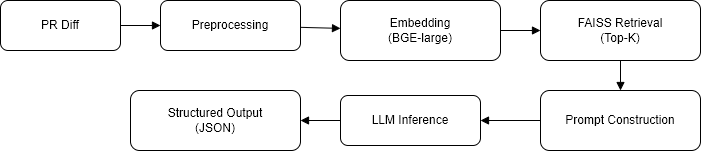 PR Diff
Preprocessing
Embedding
(BGE-large)
FAISS Retrieval
(Top-K)
Prompt Construction
LLM Inference
Structured Output
(JSON)